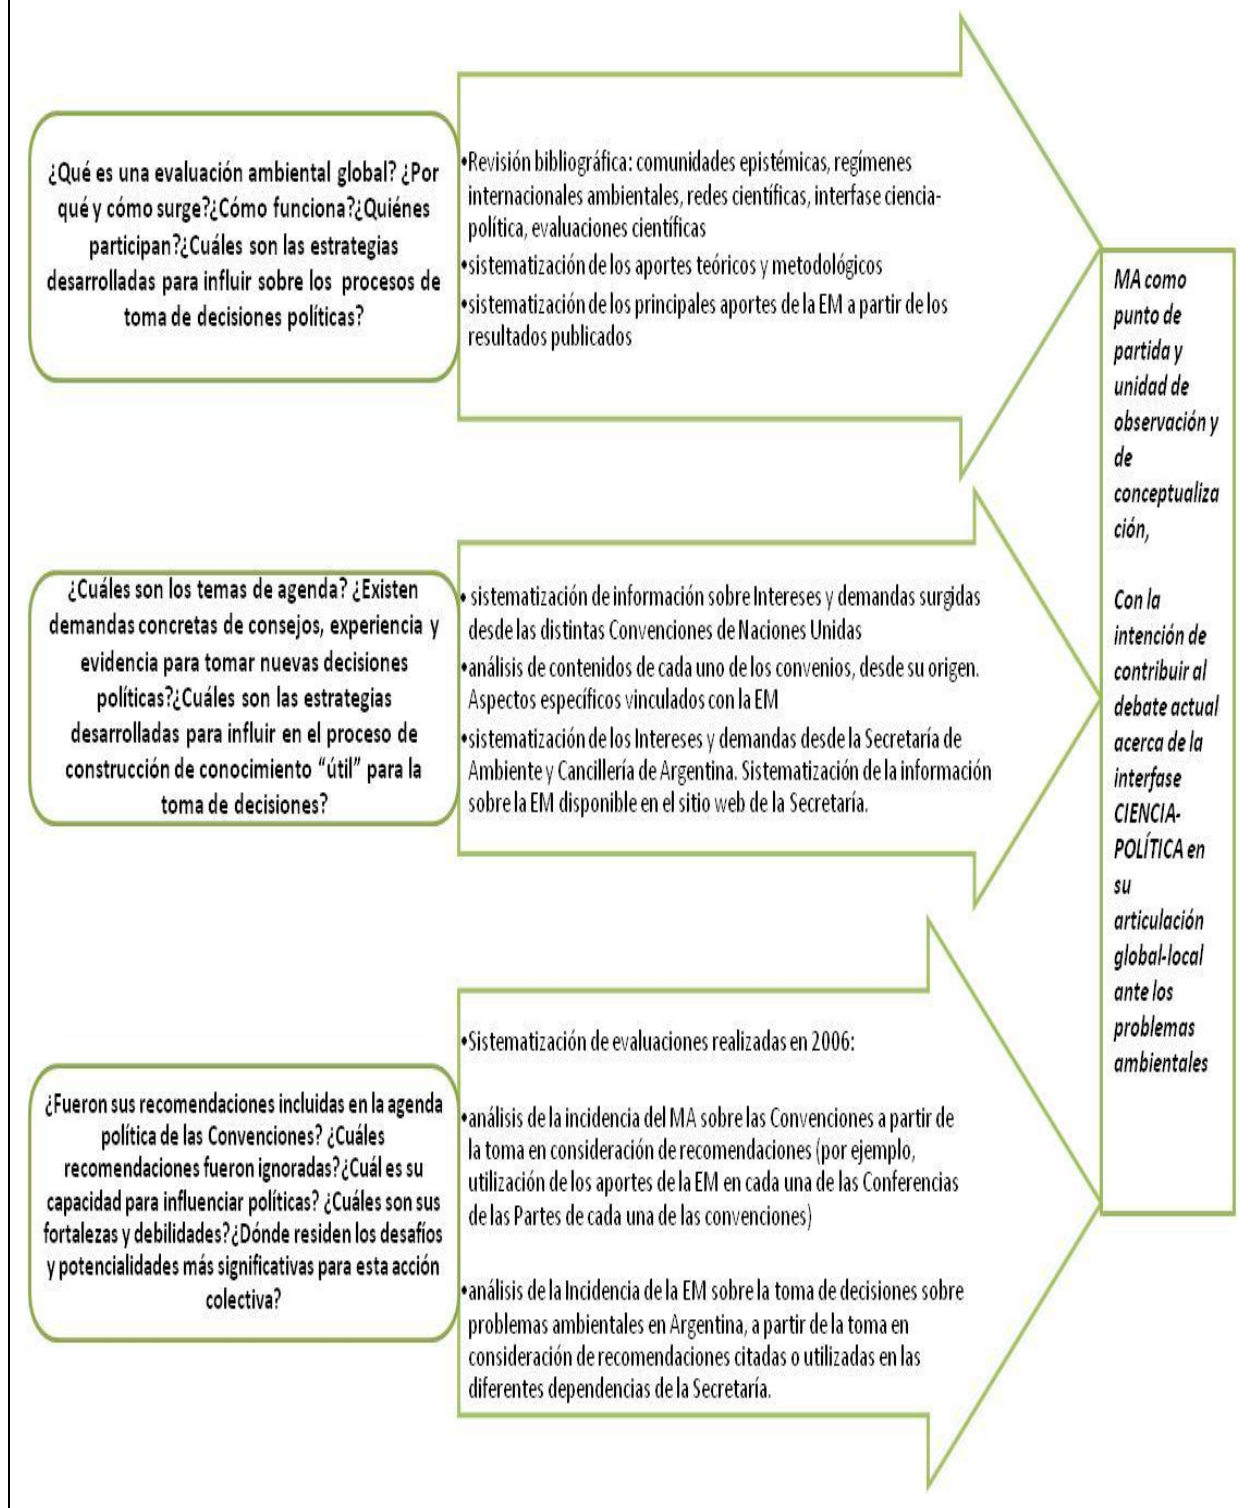 ¿Qué es una evaluación ambiental global? ¿Por
qué y cómo surge?¿Cómo funciona?¿Quiénes
participan?¿Cuáles son las estrategias
desarrolladas para influir sobre los procesos de
toma de decisiones políticas?
•Revisión bibliográfica: comunidades epistémicas, regímenes
internacionales ambientales, redes científicas, interfase ciencia-
política, evaluaciones científicas
•sistematización de los aportes teóricos y metodológicos
•sistematización de los principales aportes de la EM a partir de los
resultados publicados
¿Cuáles son los temas de agenda? ¿Existen
demandas concretas de consejos, experiencia y
evidencia para tomar nuevas decisiones
políticas?¿Cuáles son las estrategias
desarrolladas para influir en el proceso de
construcción de conocimiento “útil” para la
toma de decisiones?
• sistematización de información sobre Intereses y demandas surgidas
desde las distintas Convenciones de Naciones Unidas
•análisis de contenidos de cada uno de los convenios, desde su origen.
Aspectos específicos vinculados con la EM
•sistematización de los Intereses y demandas desde la Secretaría de
Ambiente y Cancillería de Argentina. Sistematización de la información
sobre la EM disponible en el sitio web de la Secretaría.
¿Fueron sus recomendaciones incluidas en la agenda
política de las Convenciones? ¿Cuáles
recomendaciones fueron ignoradas?¿Cuál es su
capacidad para influenciar políticas? ¿Cuáles son sus
fortalezas y debilidades?¿Dónde residen los desafíos
y potencialidades más significativas para esta acción
colectiva?
•Sistematización de evaluaciones realizadas en 2006:
•análisis de la incidencia del MA sobre las Convenciones a partir de
la toma en consideración de recomendaciones (por ejemplo,
utilización de los aportes de la EM en cada una de las Conferencias
de las Partes de cada una de las convenciones)
•análisis de la Incidencia de la EM sobre la toma de decisiones sobre
problemas ambientales en Argentina, a partir de la toma en
consideración de recomendaciones citadas o utilizadas en las
diferentes dependencias de la Secretaría.
MA como
punto de
partida y
unidad de
observación y
de
conceptualiza
ción,
Con la
intención de
contribuir al
debate actual
acerca de la
interfase
CIENCIA-
POLÍTICA en
su
articulación
global-local
ante los
problemas
ambientales